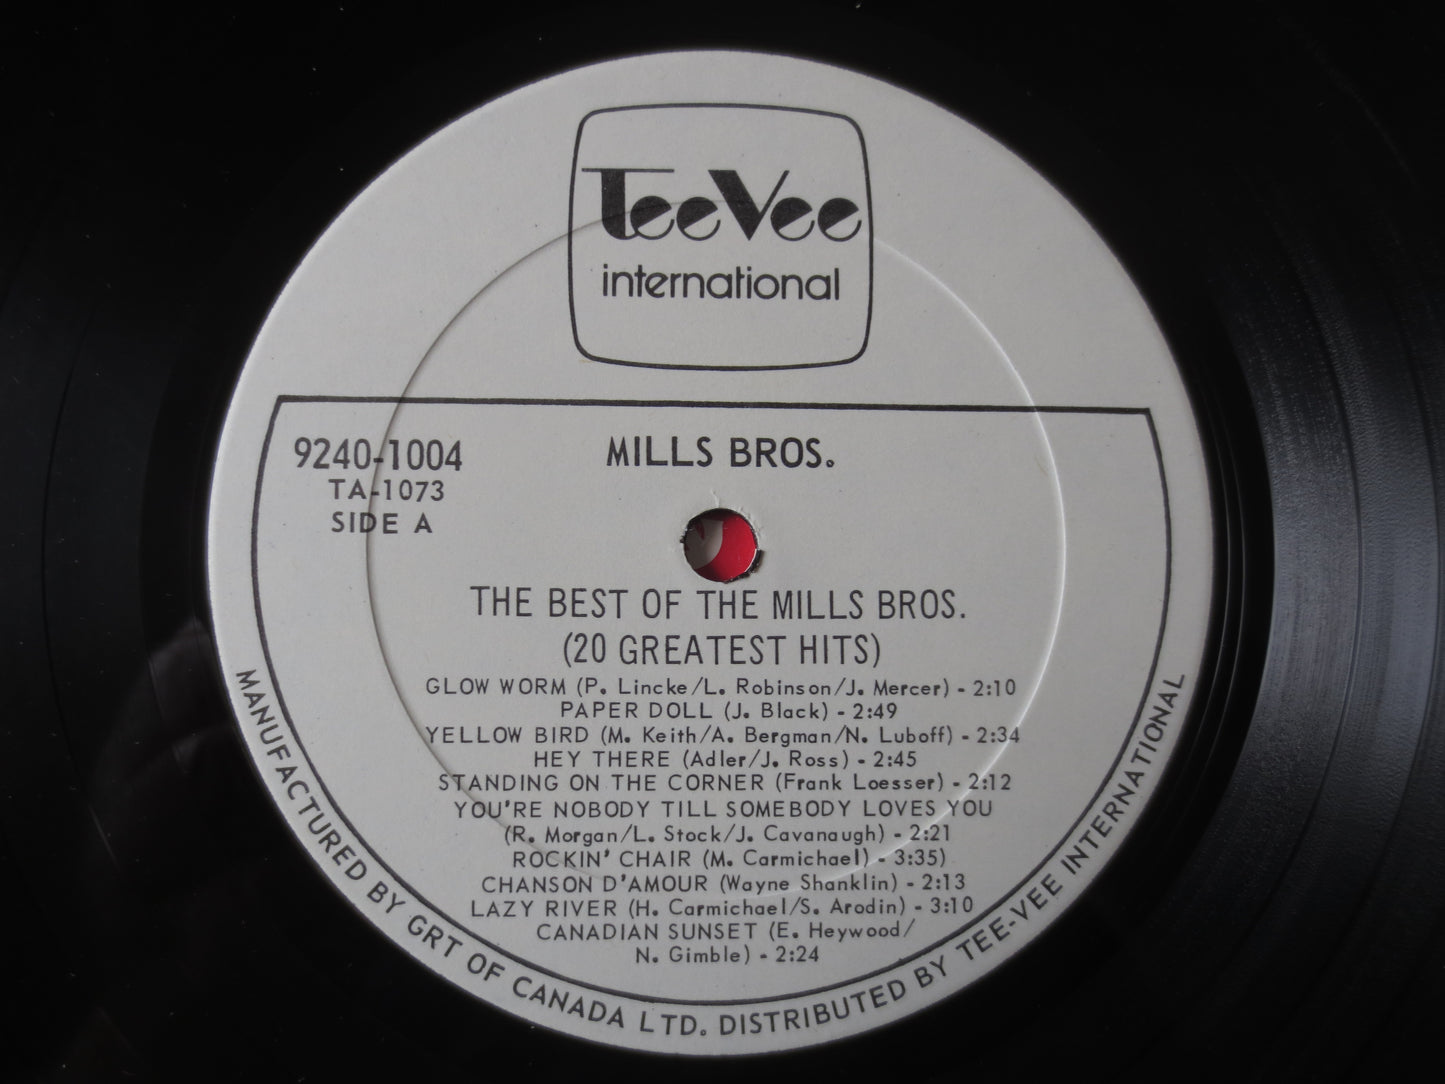 TeeVee
international
9240-1004
TA-1073
SIDE A
MILLS BROS.
THE BEST OF THE MILLS BROS.
(20 GREATEST HITS)
GLOW WORM (P. Lincke/L. Robinson/J. Mercer) - 2:10
PAPER DOLL (J. Black) - 2:49
YELLOW BIRD (M. Keith/A. Bergman/N. Luboff) - 2:34
HEY THERE (Adler/J. Ross) - 2:45
STANDING ON THE CORNER (Frank Loesser) - 2:12
YOU'RE NOBODY TILL SOMEBODY LOVES YOU
(R. Morgan/L. Stock/J. Cavanaugh) - 2:21
ROCKIN' CHAIR (M. Carmichael) - 3:35)
CHANSON D'AMOUR (Wayne Shanklin) - 2:13
LAZY RIVER (H. Carmichael/S. Arodin) - 3:10
CANADIAN SUNSET (E. Heywood/
N. Gimble) - 2:24
MANUFACTURED BY GRT OF CANADA LTD. DISTRIBUTED BY TEE-VEE INTERNATIONAL